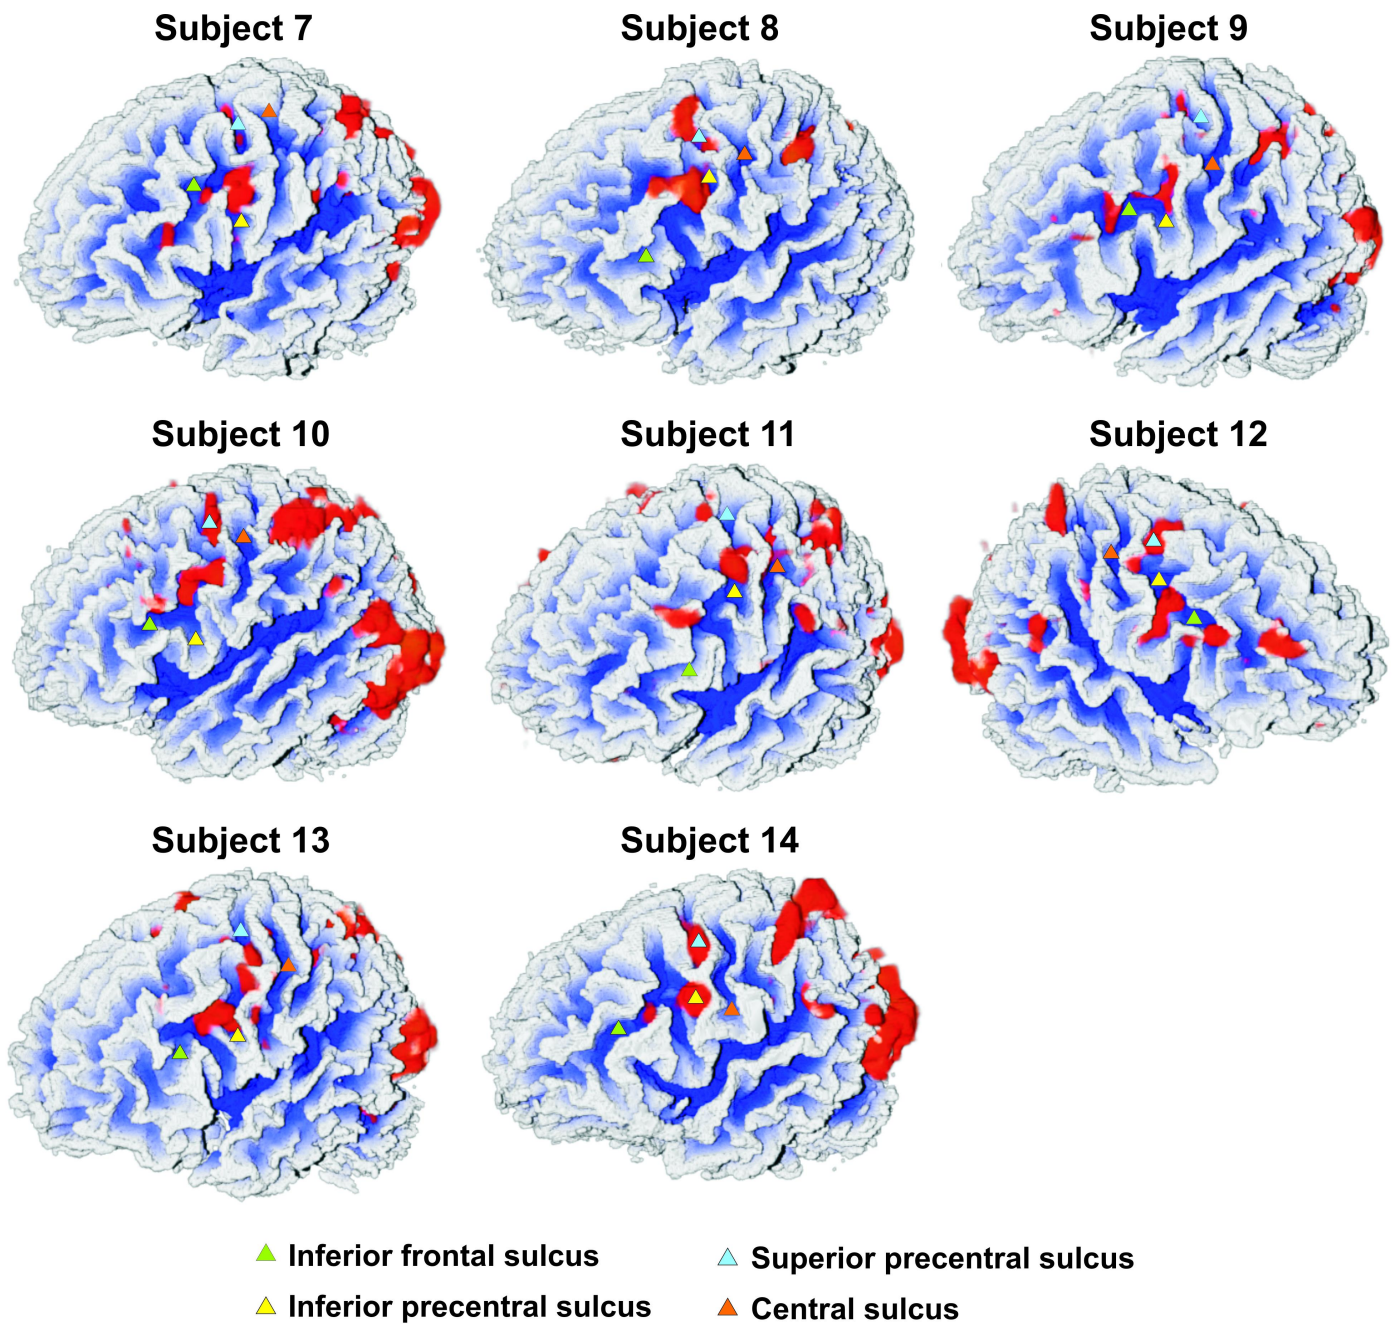 Subject 7
Subject 8
Subject 9
Subject 10
Subject 11
Subject 12
Subject 13
Subject 14
Inferior frontal sulcus
Superior precentral sulcus
Inferior precentral sulcus
Central sulcus